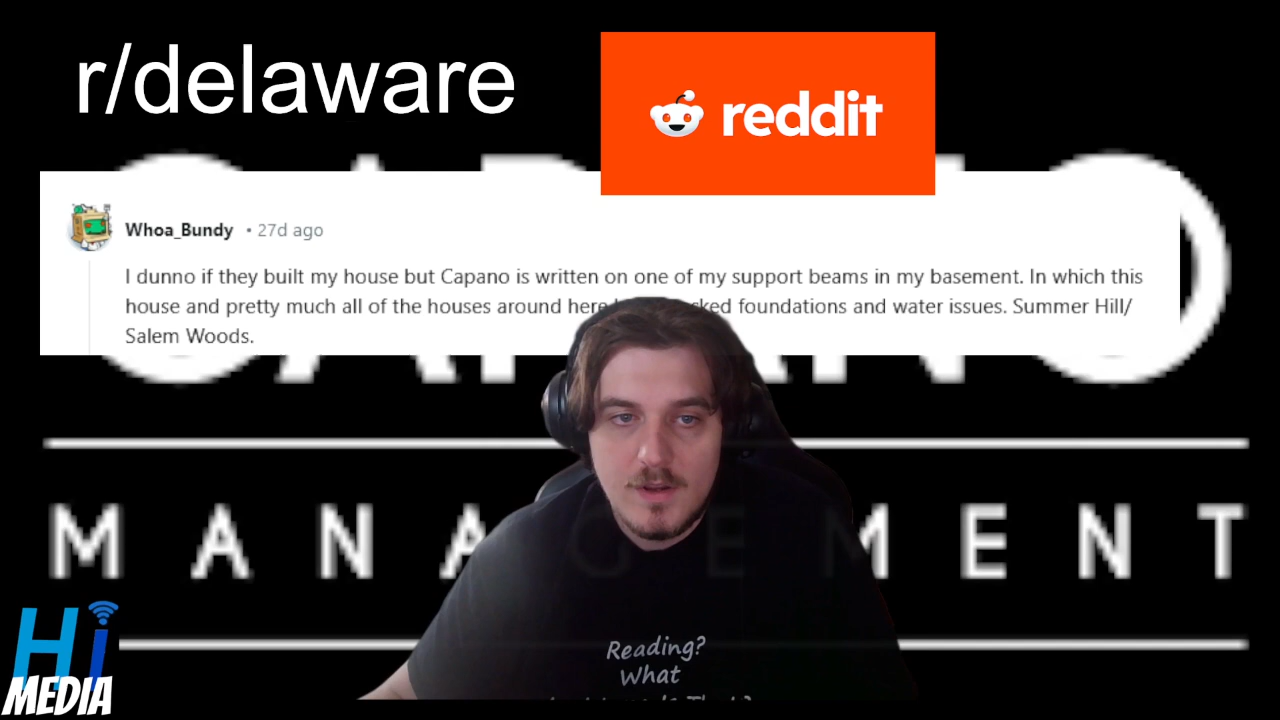 r/delaware
reddit
CAPANO
Whoa_Bundy • 27d ago
I dunno if they built my house but Capano is written on one of my support beams in my basement. In which this
house and pretty much all of the houses around here foundations and water issues. Summer Hill/
Salem Woods.
MANAGEMENT
Reading?
What
Hi
MEDIA